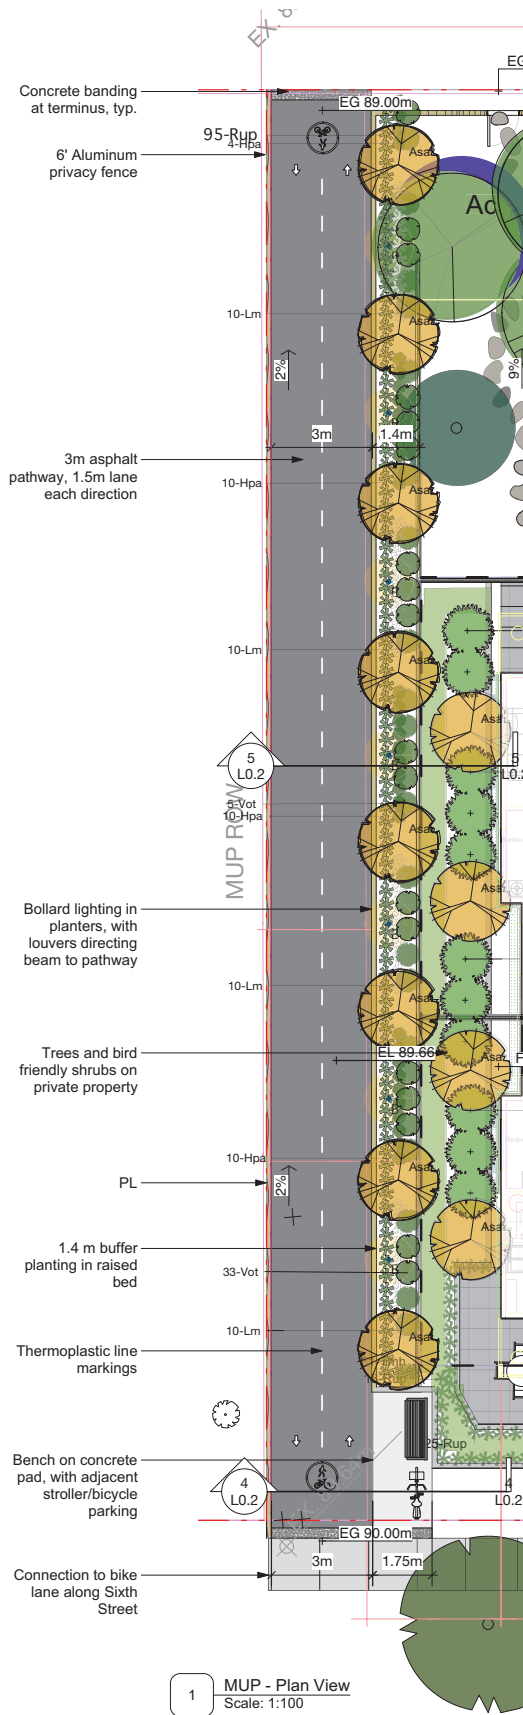 EX.
EG
Concrete banding
at terminus, typ.
EG 89.00m
95-Rup
4-Hpa
Asa
6' Aluminum
privacy fence
Ac
10-Lm
Asa
2%
9%
3m
1.4m
3m asphalt
pathway, 1.5m lane
each direction
10-Hpa
Asa
10-Lm
Asa
Asa
5
L0.2
5
L0.2
MUP ROW
5-Vot
10-Hpa
Asa
Asa
Bollard lighting in
planters, with
louvers directing
beam to pathway
10-Lm
Asa
Trees and bird
friendly shrubs on
private property
EL 89.66
Asa
F
10-Hpa
Asa
PL
2%
1.4 m buffer
planting in raised
bed
Asa
33-Vot
10-Lm
Asa
Thermoplastic line
markings
25-Rup
Bench on concrete
pad, with adjacent
stroller/bicycle
parking
4
L0.2
4
L0.2
EG 90.00m
3m
1.75m
Connection to bike
lane along Sixth
Street
1
MUP - Plan View
Scale: 1:100